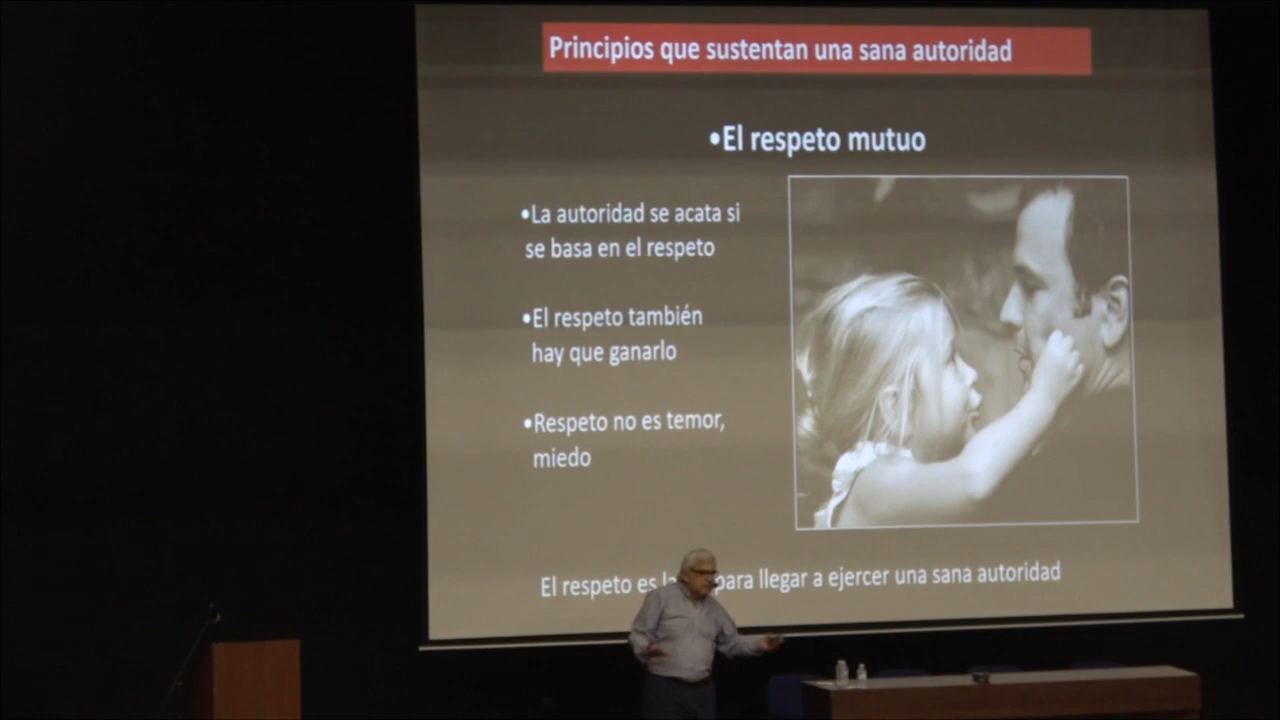 Principios que sustentan una sana autoridad
•El respeto mutuo
•La autoridad se acata si
se basa en el respeto
•El respeto también
hay que ganarlo
•Respeto no es temor,
miedo
El respeto es para llegar a ejercer una sana autoridad